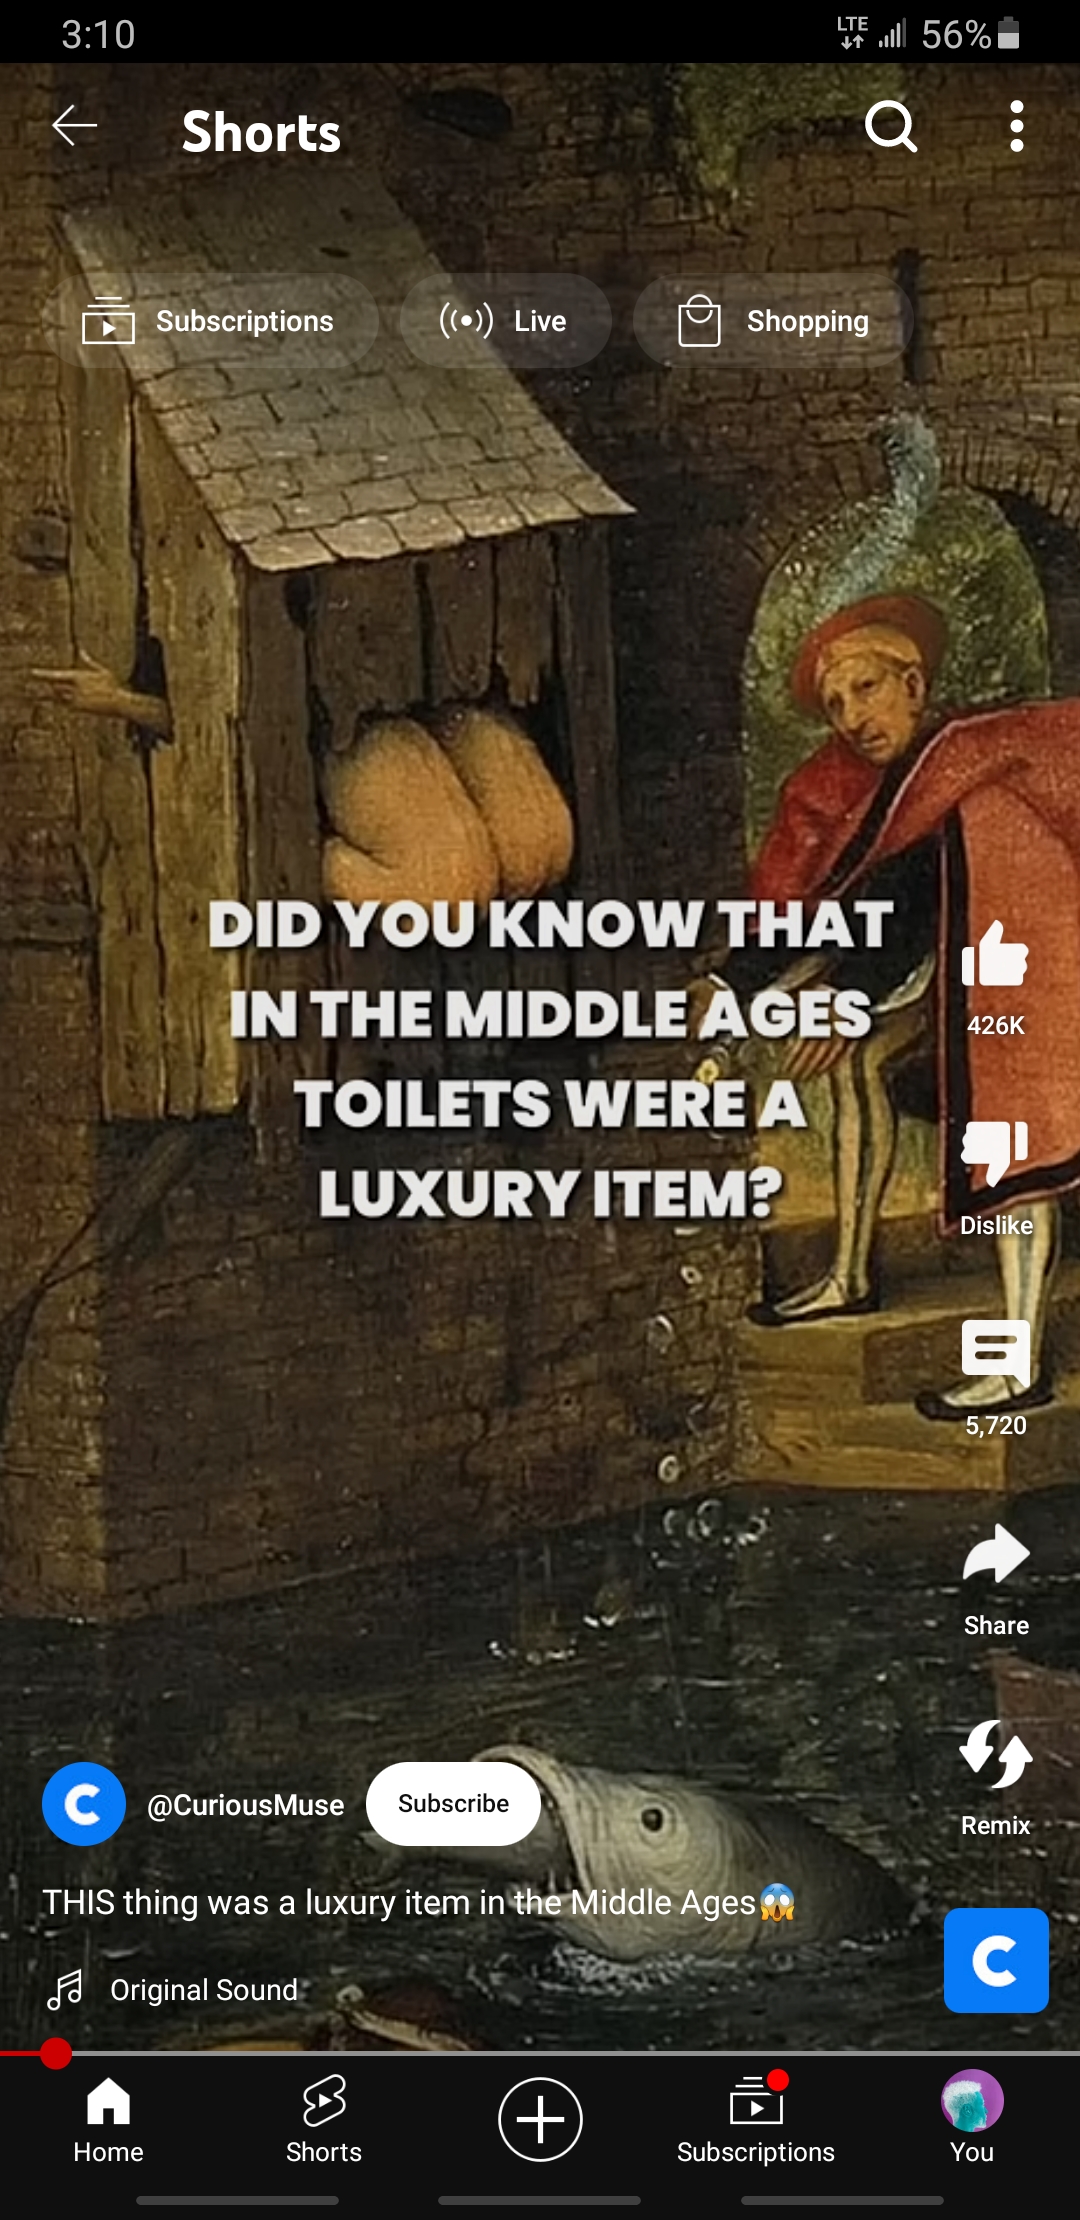 3:10 LTE 56%
Shorts
Subscriptions Live Shopping
DID YOU KNOW THAT
IN THE MIDDLE AGES
TOILETS WERE A
LUXURY ITEM?
426K
Dislike
5,720
Share
Remix
C @CuriousMuse Subscribe
THIS thing was a luxury item in the Middle Ages😱
C
Original Sound
Home Shorts Subscriptions You